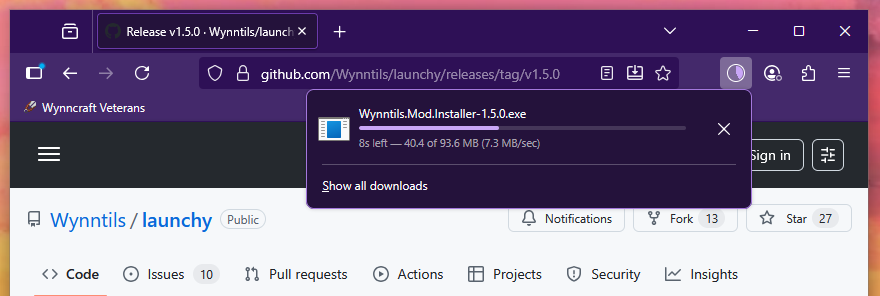 Release v1.5.0 · Wynntils/launch
github.com/Wynntils/launchy/releases/tag/v1.5.0
Wynncraft Veterans
Wynntils.Mod.Installer-1.5.0.exe
8s left — 40.4 of 93.6 MB (7.3 MB/sec)
Show all downloads
Sign in
Wynntils / launchy Public
Notifications Fork 13 Star 27
Code Issues 10 Pull requests Actions Projects Security Insights